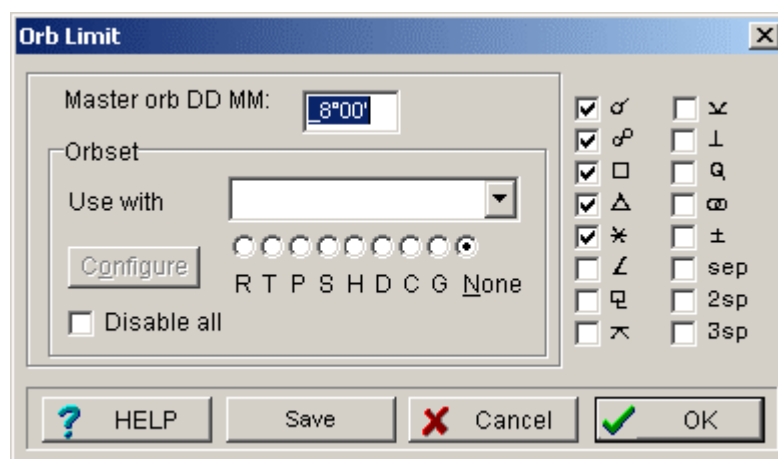 Orb Limit
Master orb DD MM: _8°00'
Orbset
Use with
Configure
R T P S H D C G None
Disable all
☌
☍
□
△
⚹
∠
⚼
⚻
⚺
⊥
Q
±
sep
2sp
3sp
HELP Save Cancel OK